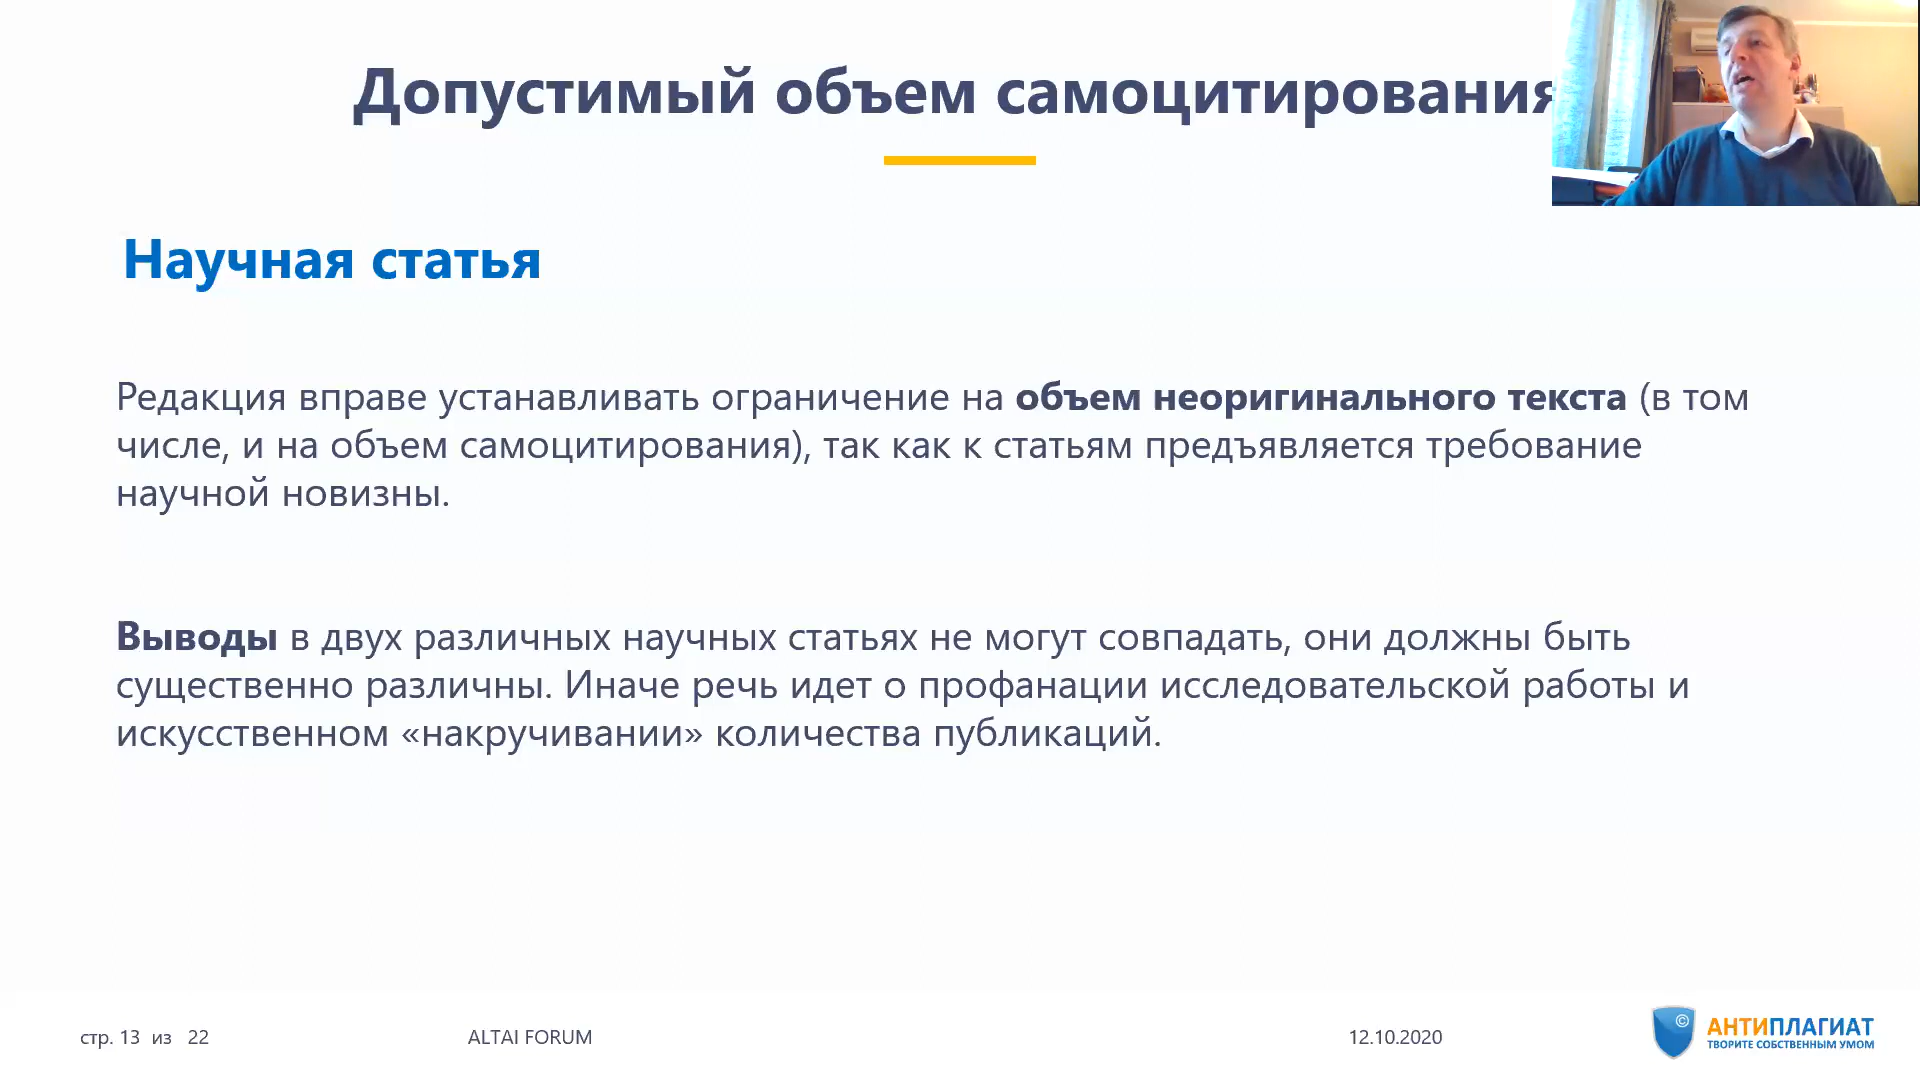 Допустимый объем самоцитирования
Научная статья
Редакция вправе устанавливать ограничение на объем неоригинального текста (в том
числе, и на объем самоцитирования), так как к статьям предъявляется требование
научной новизны.
Выводы в двух различных научных статьях не могут совпадать, они должны быть
существенно различны. Иначе речь идет о профанации исследовательской работы и
искусственном «накручивании» количества публикаций.
стр. 13 из 22
ALTAI FORUM
12.10.2020
©
АНТИПЛАГИАТ
ТВОРИТЕ СОБСТВЕННЫМ УМОМ